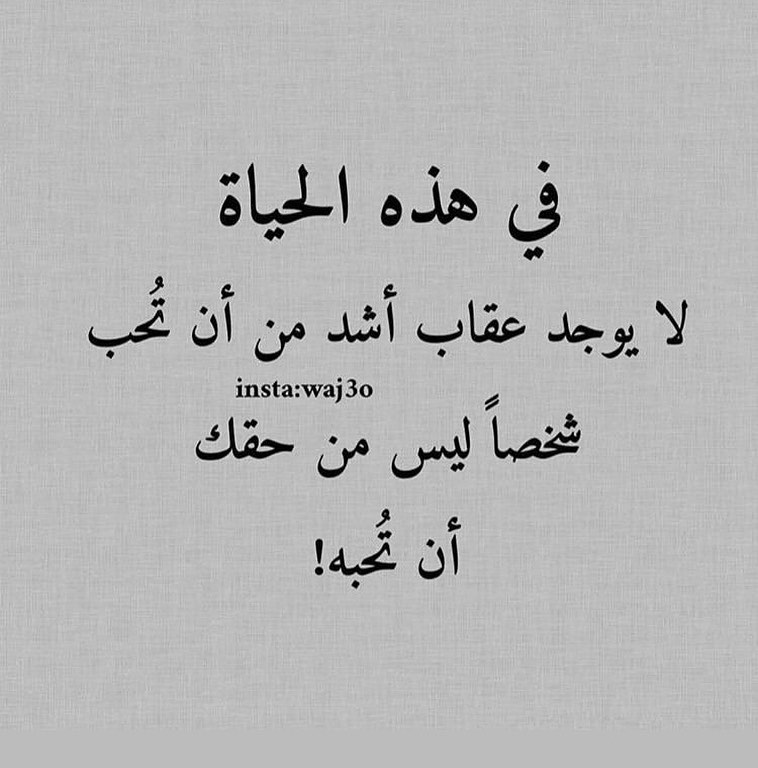 في هذه الحياة
لا يوجد عقاب أشد من أن تُحب
insta:waj3o
شخصاً ليس من حقك
أن تُحبه!